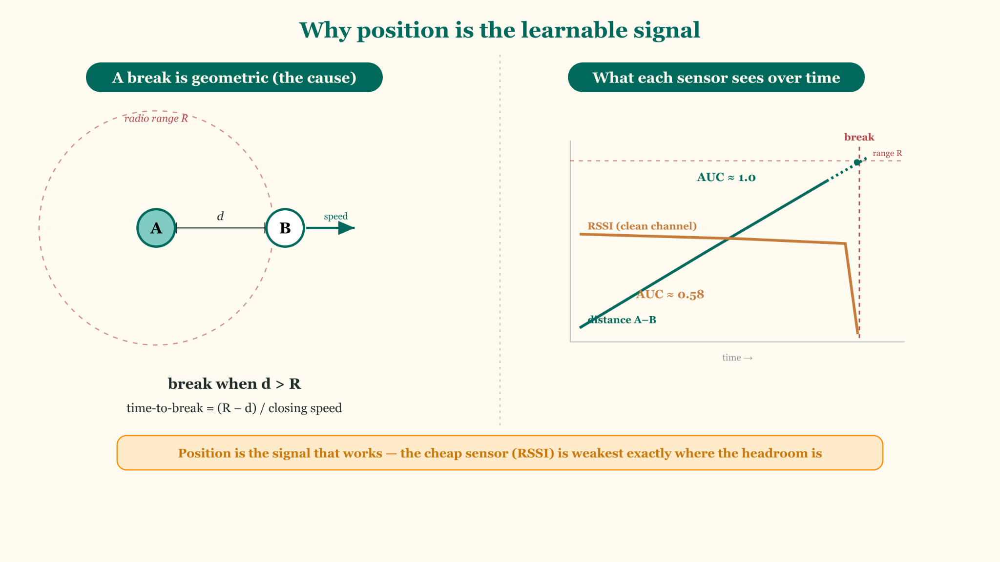 Why position is the learnable signal
A break is geometric (the cause)
radio range R
A
d
B
speed
break when d > R
time-to-break = (R − d) / closing speed
What each sensor sees over time
break
range R
AUC ≈ 1.0
RSSI (clean channel)
AUC ≈ 0.58
distance A–B
time →
Position is the signal that works — the cheap sensor (RSSI) is weakest exactly where the headroom is